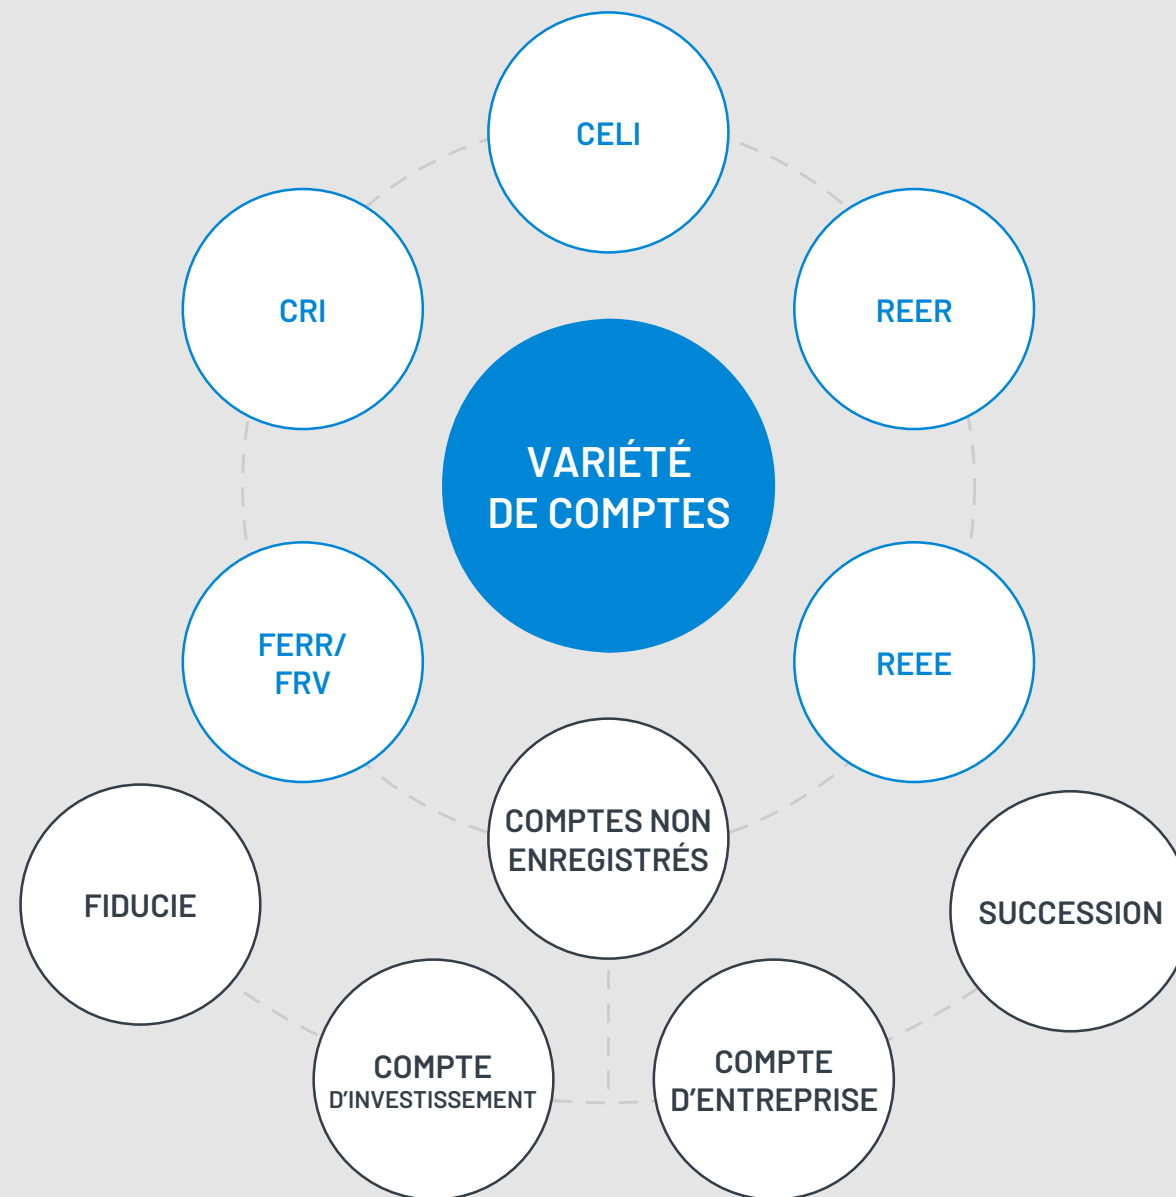 CELI
CRI
REER
VARIÉTÉ
DE COMPTES
FERR/
FRV
REEE
COMPTES NON
ENREGISTRÉS
FIDUCIE
SUCCESSION
COMPTE
D'INVESTISSEMENT
COMPTE
D'ENTREPRISE